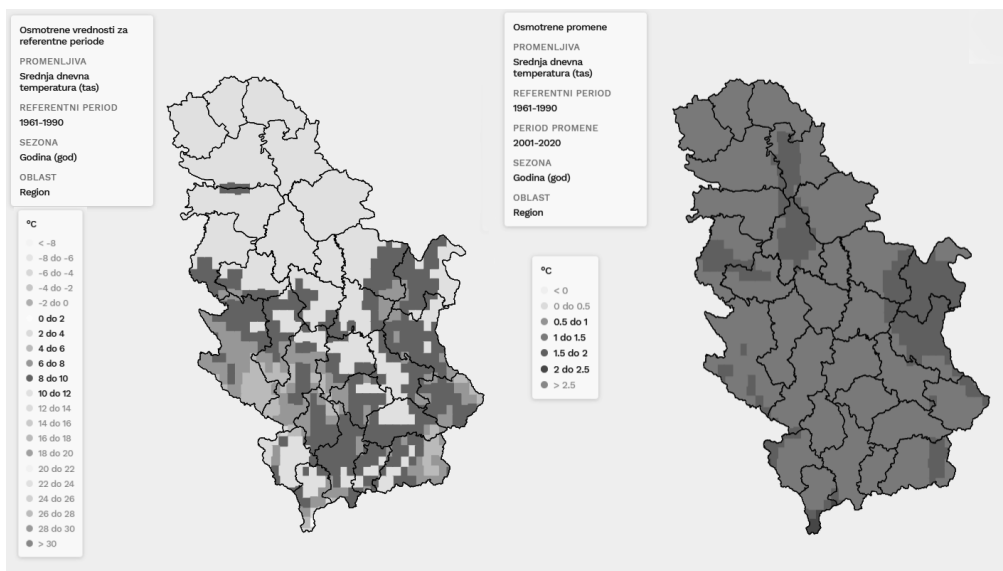 Osmotrene vrednosti za
referentne periode
PROMENLJIVA
Srednja dnevna
temperatura (tas)
REFERENTNI PERIOD
1961-1990
SEZONA
Godina (god)
OBLAST
Region
°C
< -8
-8 do -6
-6 do -4
-4 do -2
-2 do 0
0 do 2
2 do 4
4 do 6
6 do 8
8 do 10
10 do 12
12 do 14
14 do 16
16 do 18
18 do 20
20 do 22
22 do 24
24 do 26
26 do 28
28 do 30
> 30
Osmotrene promene
PROMENLJIVA
Srednja dnevna
temperatura (tas)
REFERENTNI PERIOD
1961-1990
PERIOD PROMENE
2001-2020
SEZONA
Godina (god)
OBLAST
Region
°C
< 0
0 do 0.5
0.5 do 1
1 do 1.5
1.5 do 2
2 do 2.5
> 2.5